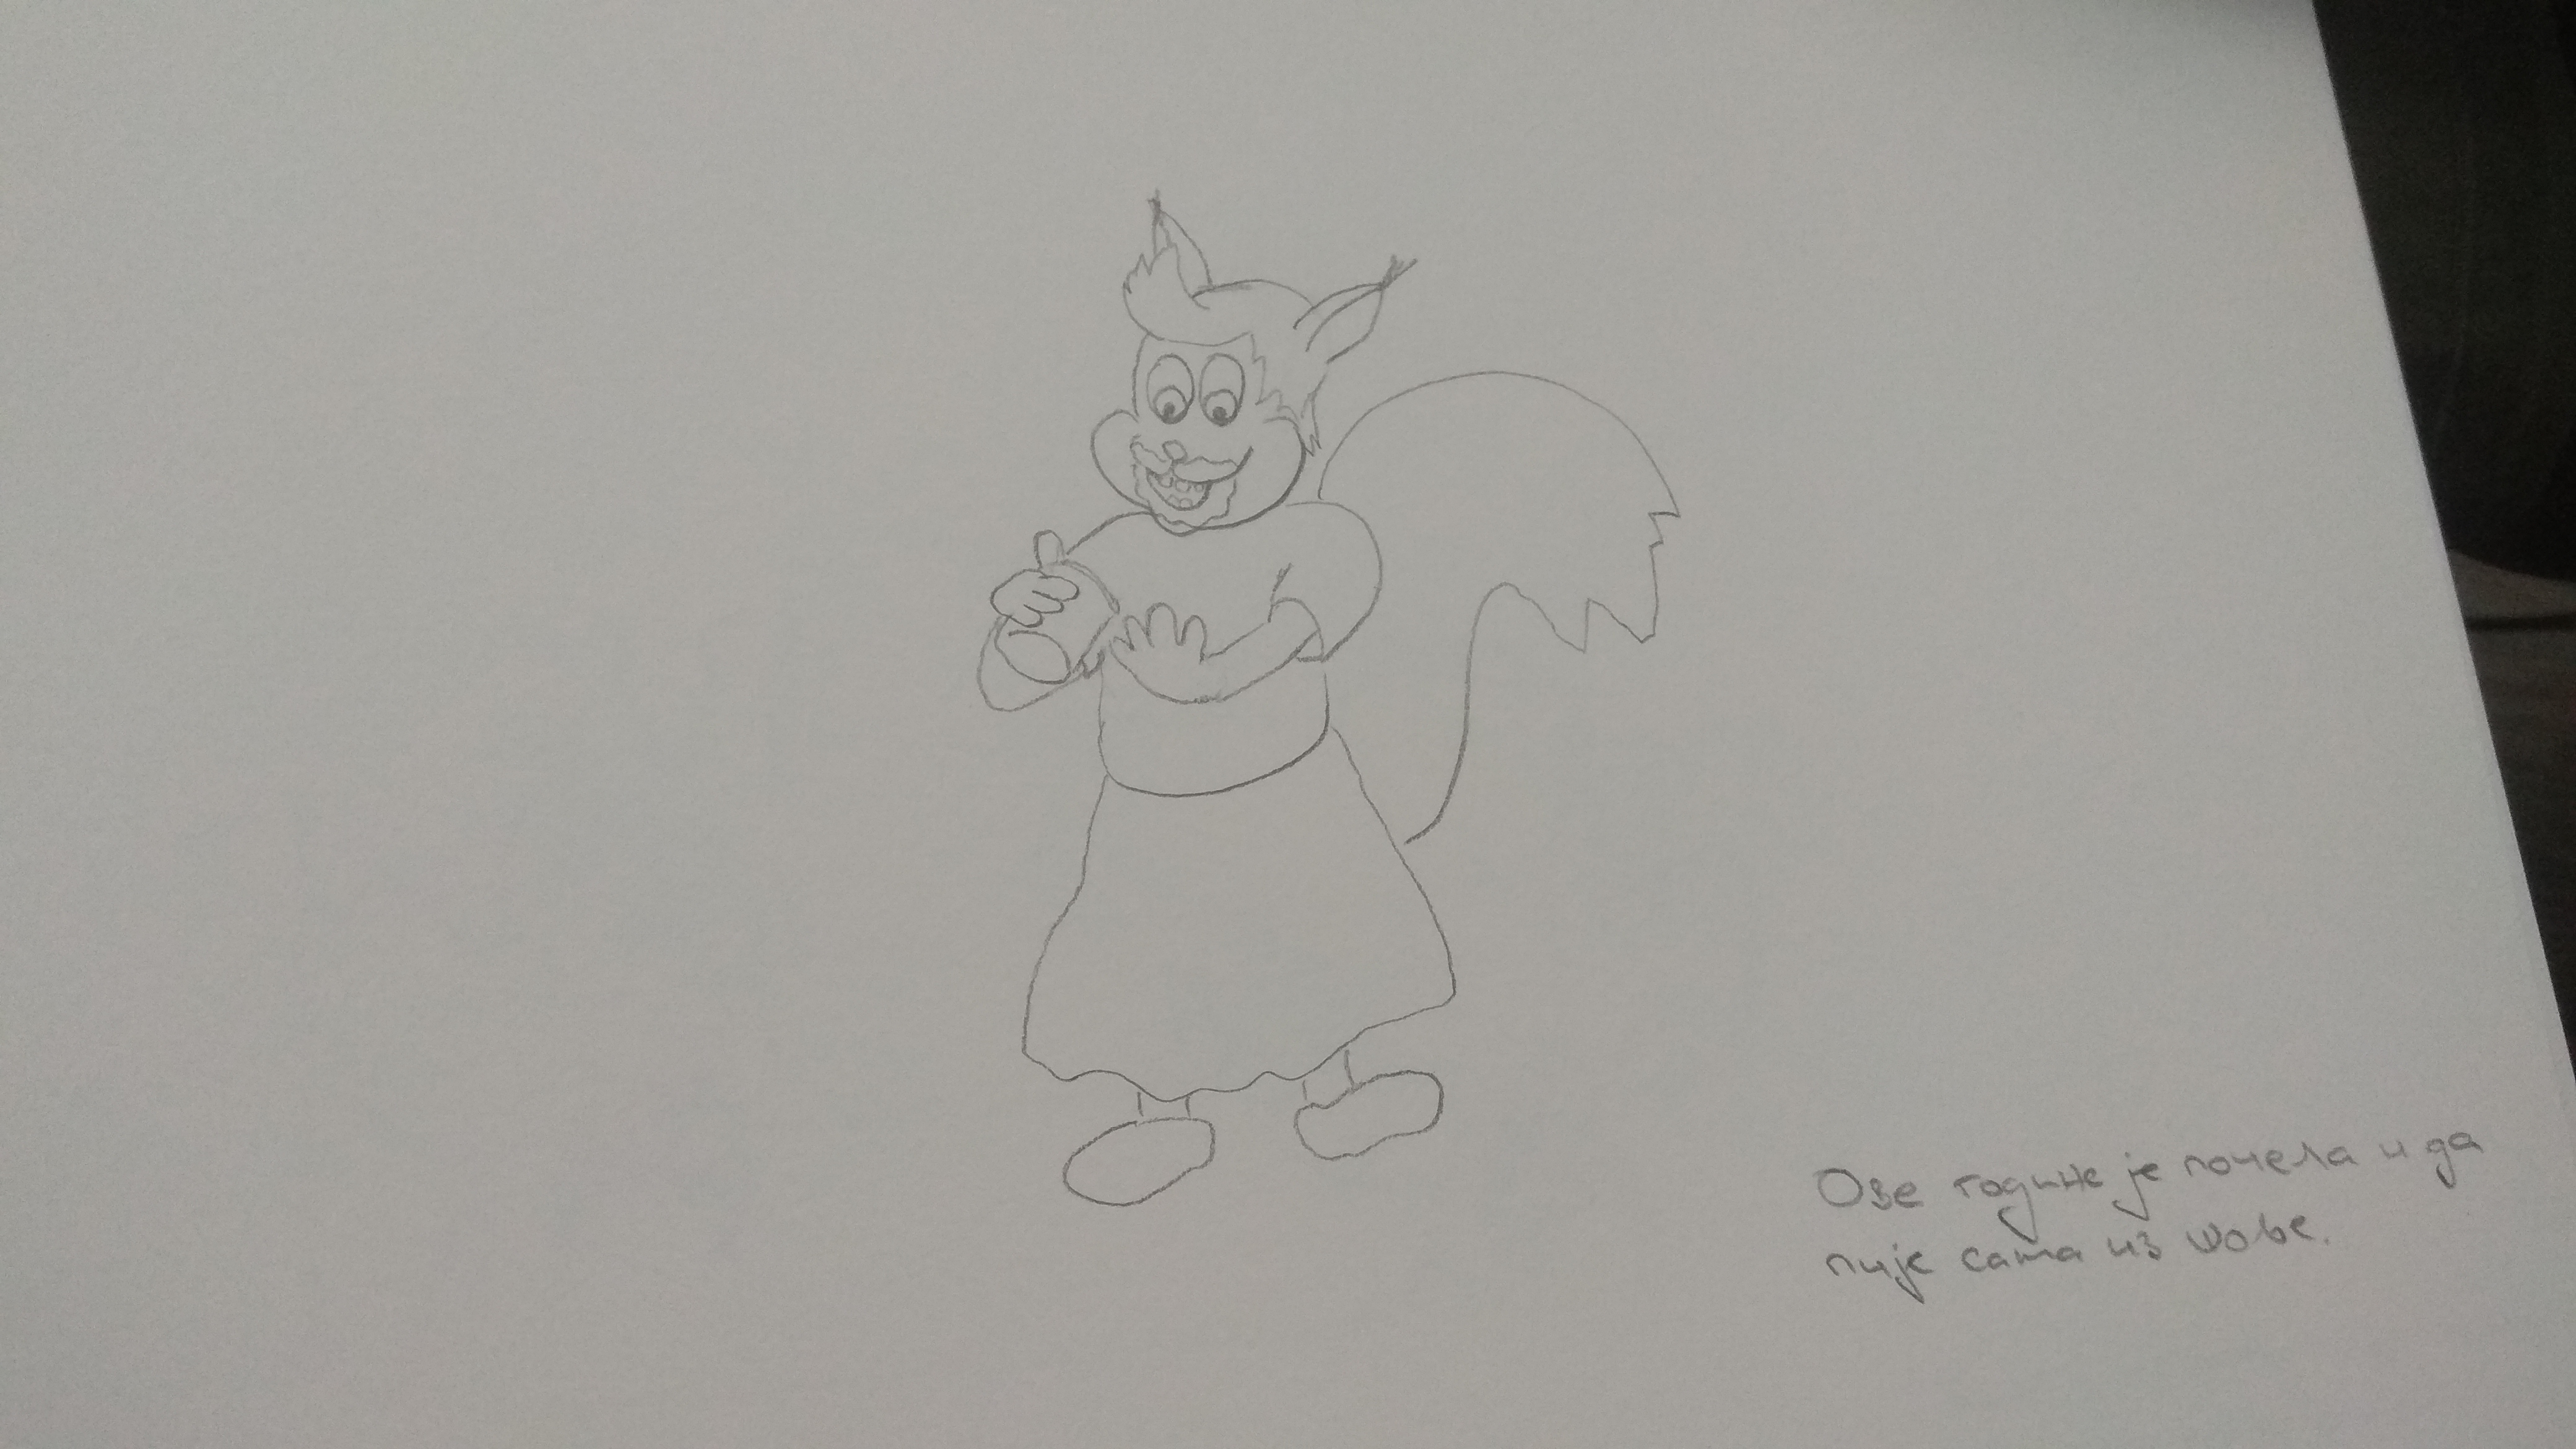 Ове године је почела и да
пије сама из шоље.